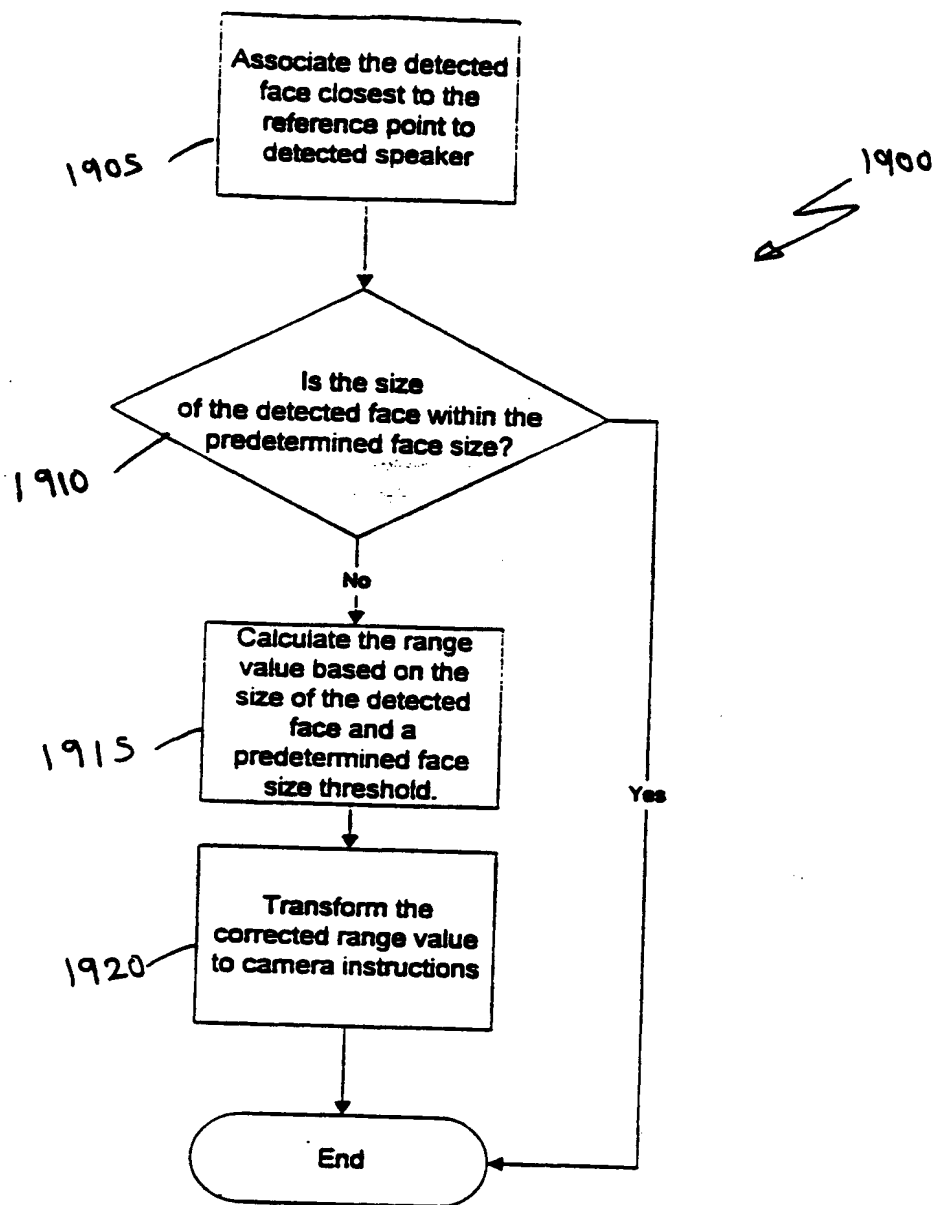 Associate the detected
face closest to the
reference point to
detected speaker
1905
1900
Is the size
of the detected face within the
predetermined face size?
1910
No
Calculate the range
value based on the
size of the detected
face and a
predetermined face
size threshold.
1915
Yes
Transform the
corrected range value
to camera instructions
1920
End